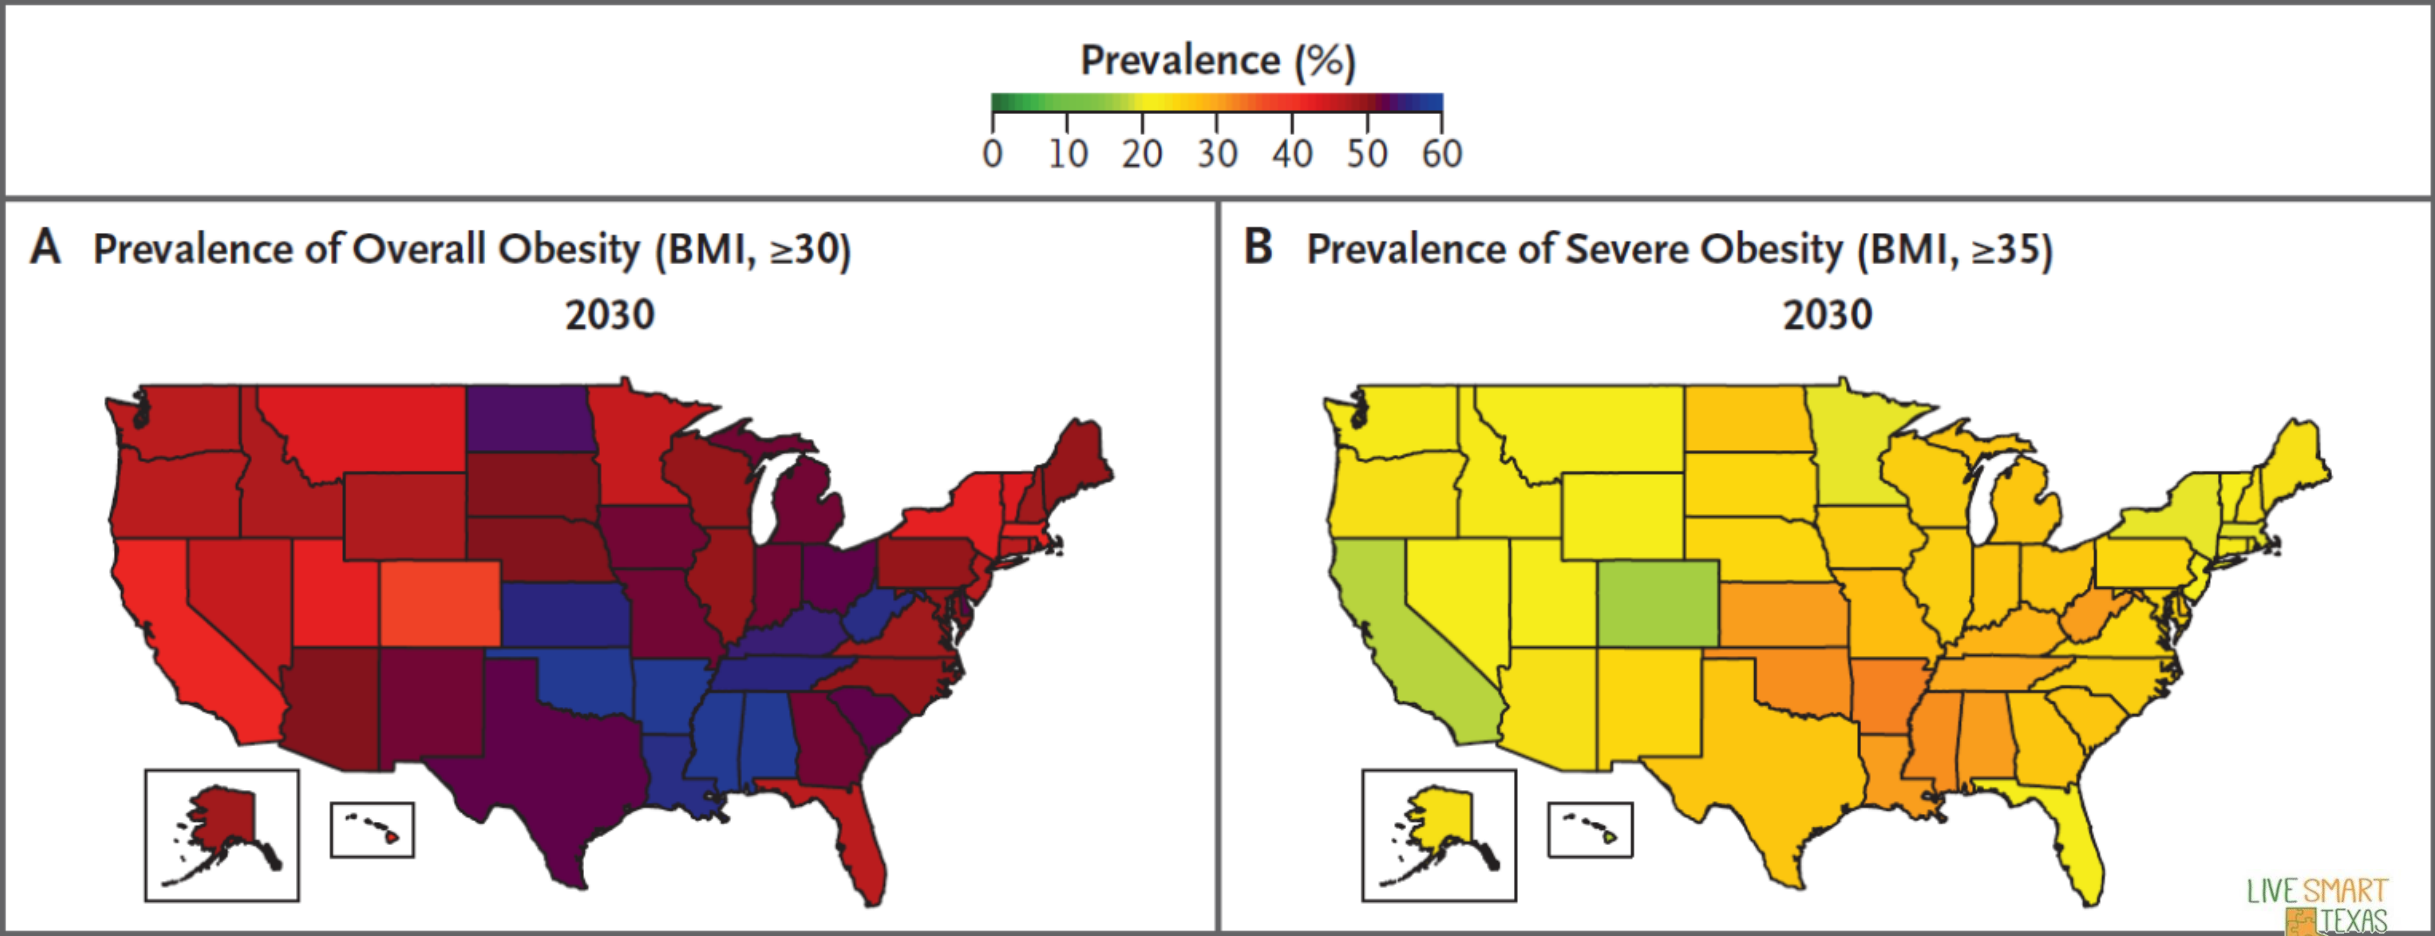 Prevalence (%)
0 10 20 30 40 50 60
A Prevalence of Overall Obesity (BMI, ≥30)
2030
B Prevalence of Severe Obesity (BMI, ≥35)
2030
LIVE SMART
TEXAS